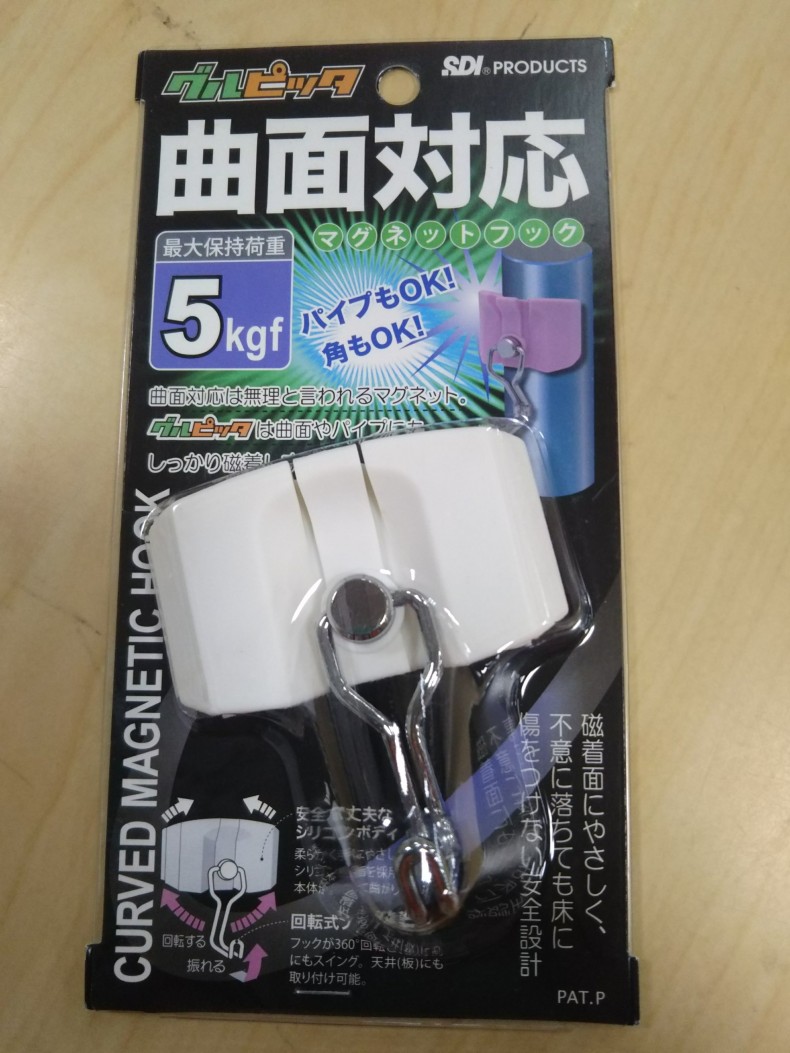 グルピッタ
SDI® PRODUCTS
曲面対応
マグネットフック
最大保持荷重
5kgf
パイプもOK!
角もOK!
曲面対応は無理と言われるマグネット。
グルピッタは曲面やパイプにも
しっかり磁着し
CURVED MAGNETIC HOOK
磁着面にやさしく、
不意に落ちても床に
傷をつけない安全設計
安全 丈夫な
シリコンボディ
回転式フ
フックが360°回転
にもスイング。天井(板)にも
取り付け可能。
回転する
振れる
PAT.P